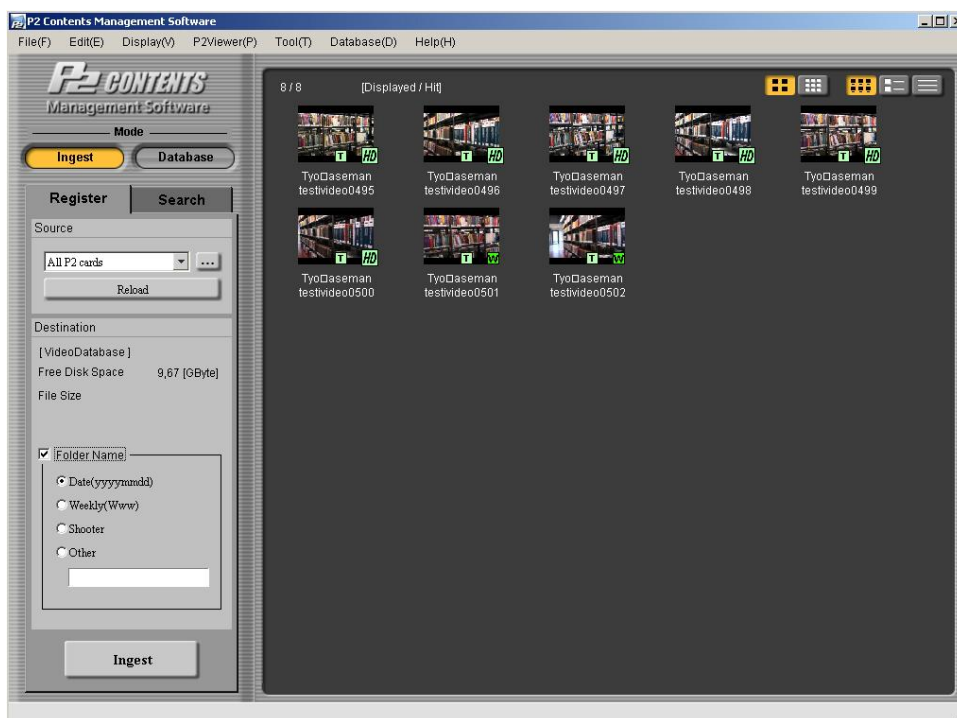 P2 Contents Management Software
File(F) Edit(E) Display(V) P2Viewer(P) Tool(T) Database(D) Help(H)
P2 CONTENTS
Management Software
Mode
Ingest Database
Register Search
Source
All P2 cards ...
Reload
Destination
[ VideoDatabase ]
Free Disk Space 9,67 [GByte]
File Size
Folder Name
Date(yyyymmdd)
Weekly(Www)
Shooter
Other
Ingest
8 / 8 [Displayed / Hit]
T HD
T HD
T HD
T HD
T HD
Tyo□aseman
testivideo0495
Tyo□aseman
testivideo0496
Tyo□aseman
testivideo0497
Tyo□aseman
testivideo0498
Tyo□aseman
testivideo0499
T HD
T W
T W
Tyo□aseman
testivideo0500
Tyo□aseman
testivideo0501
Tyo□aseman
testivideo0502